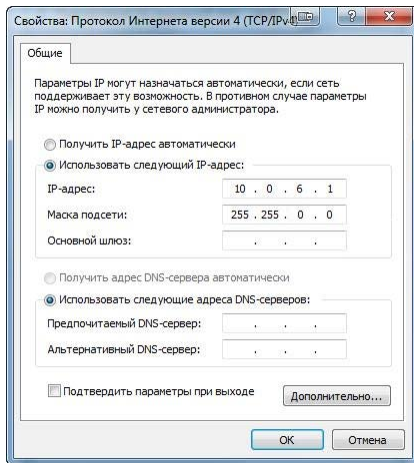 Свойства: Протокол Интернета версии 4 (TCP/IPv4)
Общие
Параметры IP могут назначаться автоматически, если сеть
поддерживает эту возможность. В противном случае параметры
IP можно получить у сетевого администратора.
Получить IP-адрес автоматически
Использовать следующий IP-адрес:
IP-адрес: 10 . 0 . 6 . 1
Маска подсети: 255 . 255 . 0 . 0
Основной шлюз: . . .
Получить адрес DNS-сервера автоматически
Использовать следующие адреса DNS-серверов:
Предпочитаемый DNS-сервер: . . .
Альтернативный DNS-сервер: . . .
Подтвердить параметры при выходе
Дополнительно...
ОК Отмена